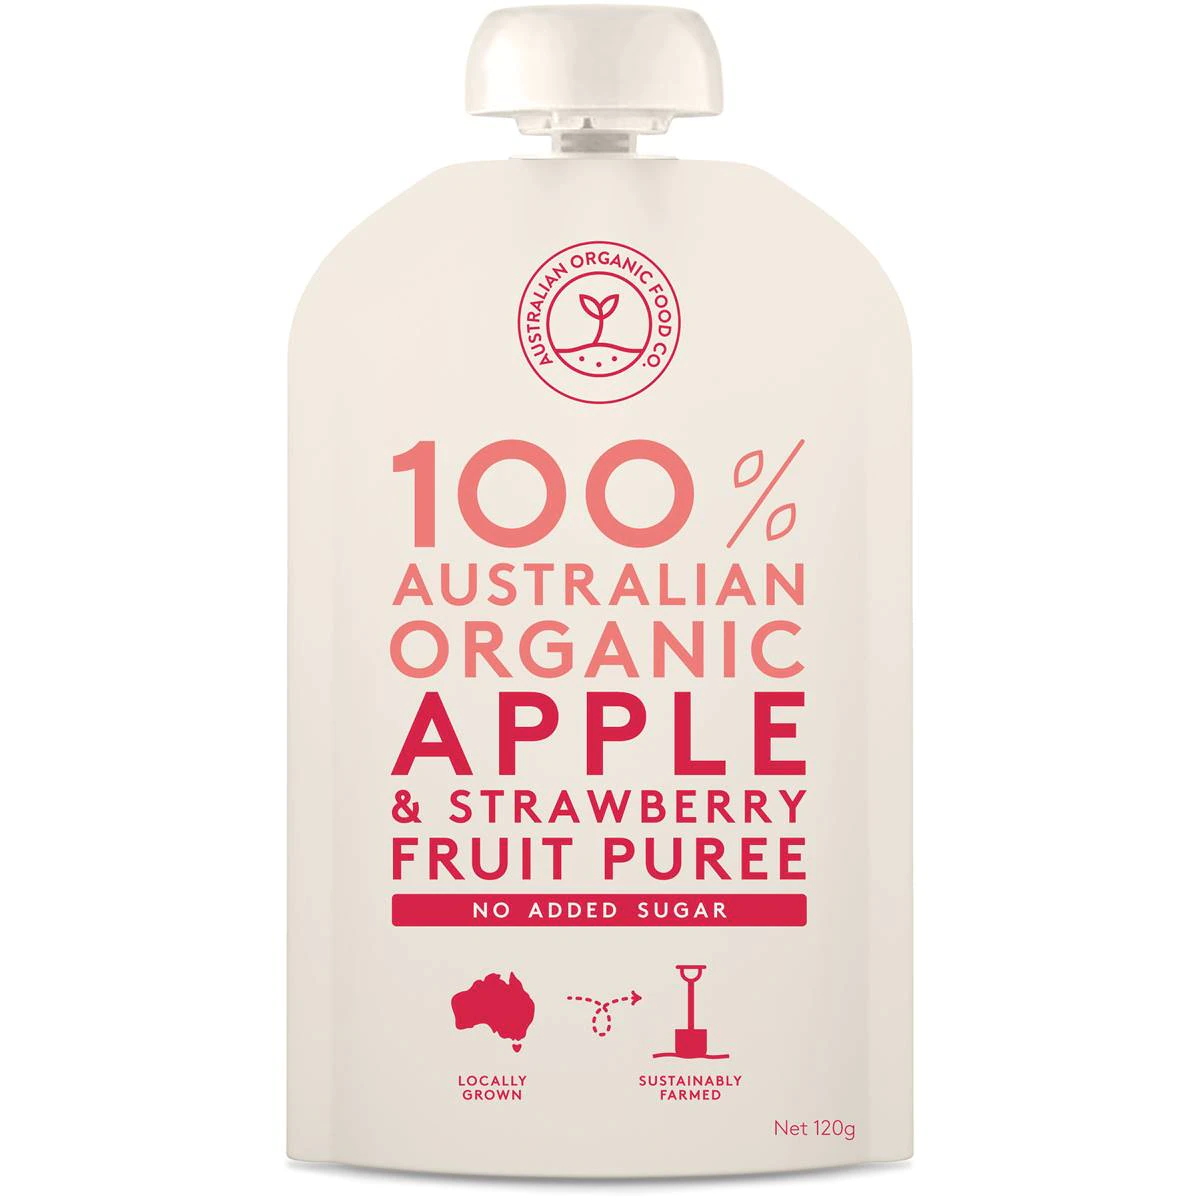 AUSTRALIAN ORGANIC FOOD CO.
100%
AUSTRALIAN
ORGANIC
APPLE
& STRAWBERRY
FRUIT PUREE
NO ADDED SUGAR
LOCALLY
GROWN
SUSTAINABLY
FARMED
Net 120g